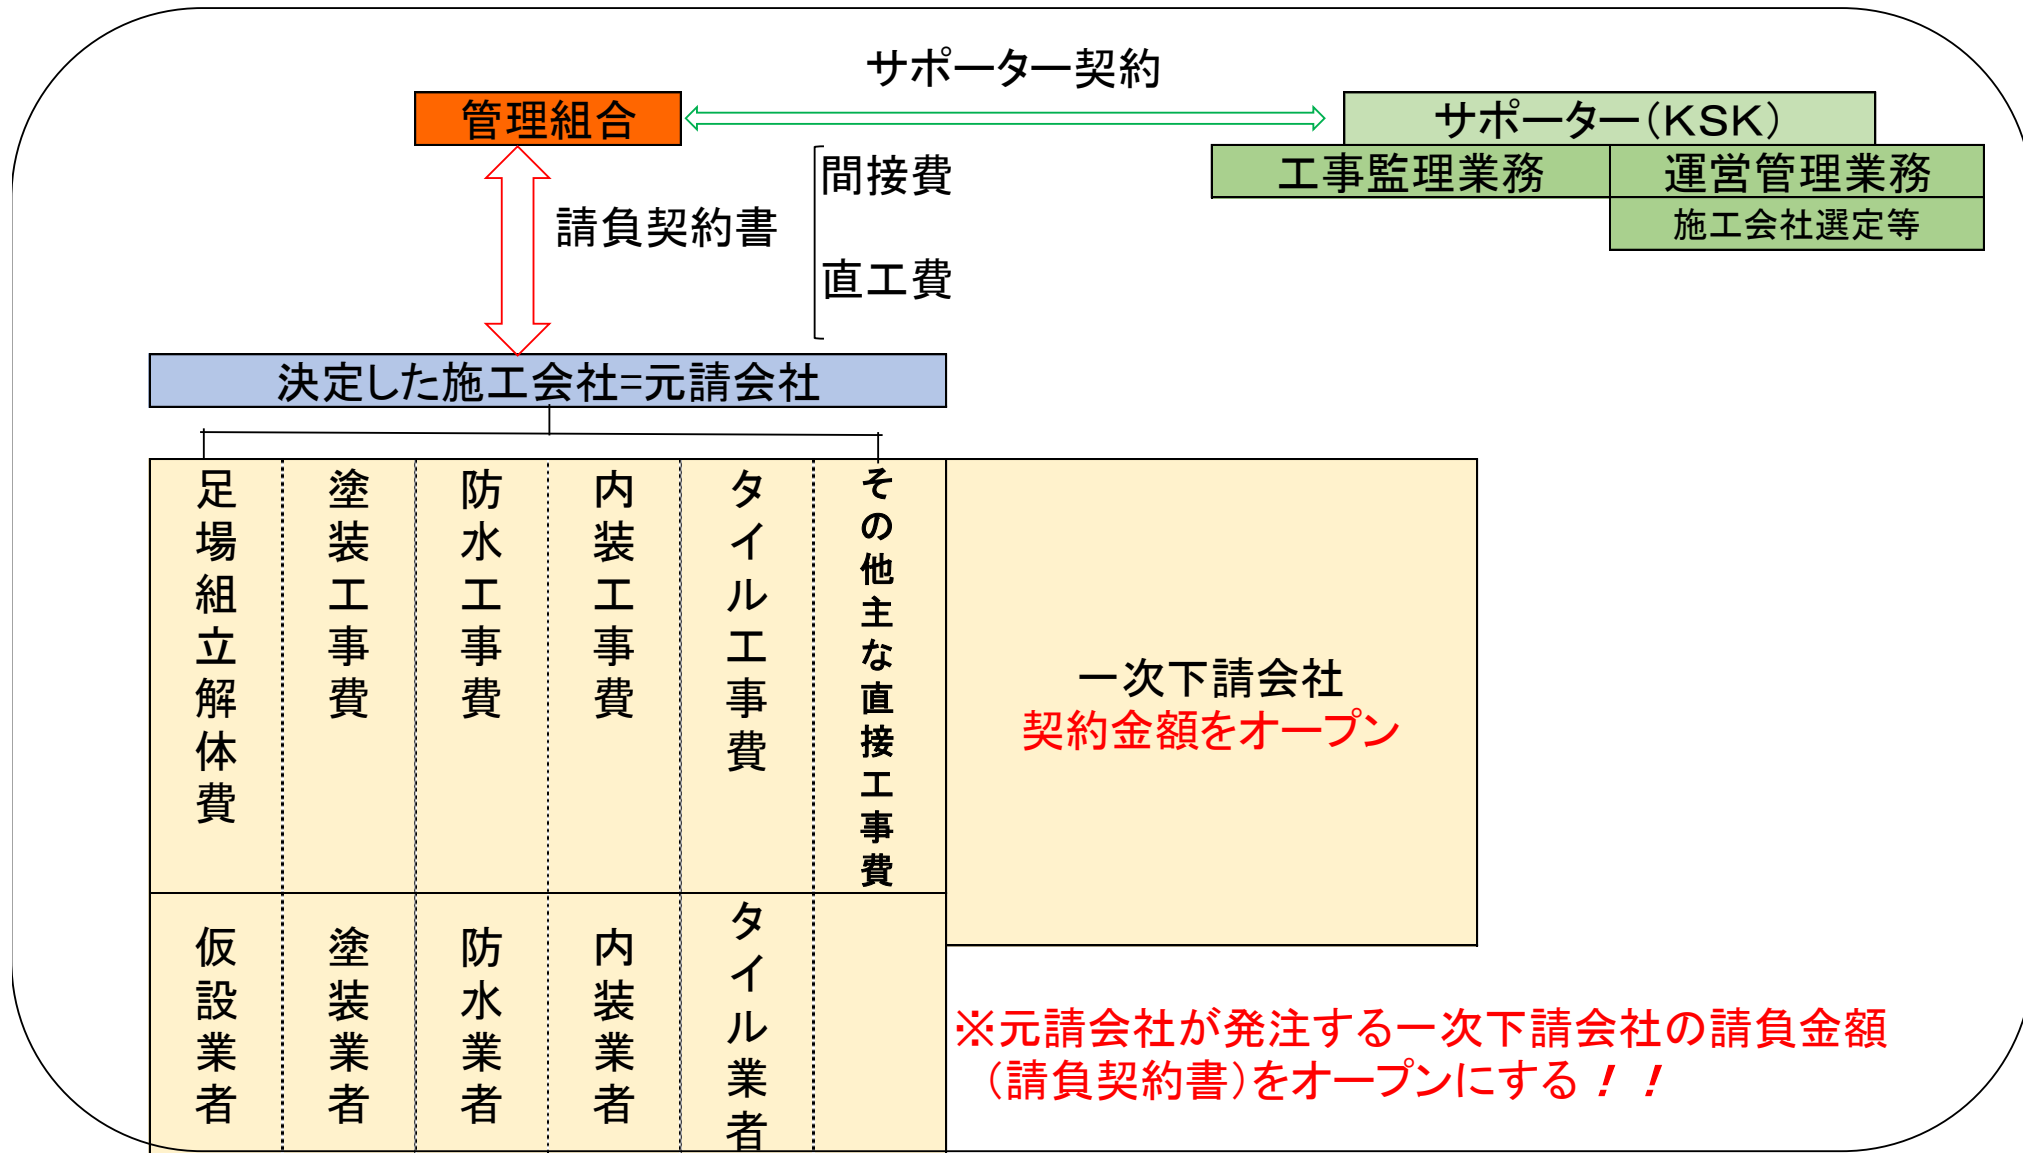 サポーター契約
管理組合
サポーター(KSK)
工事監理業務
運営管理業務
施工会社選定等
請負契約書
間接費
直工費
決定した施工会社=元請会社
足場組立解体費
塗装工事費
防水工事費
内装工事費
タイル工事費
その他主な直接工事費
一次下請会社
契約金額をオープン
仮設業者
塗装業者
防水業者
内装業者
タイル業者
※元請会社が発注する一次下請会社の請負金額
(請負契約書)をオープンにする！！